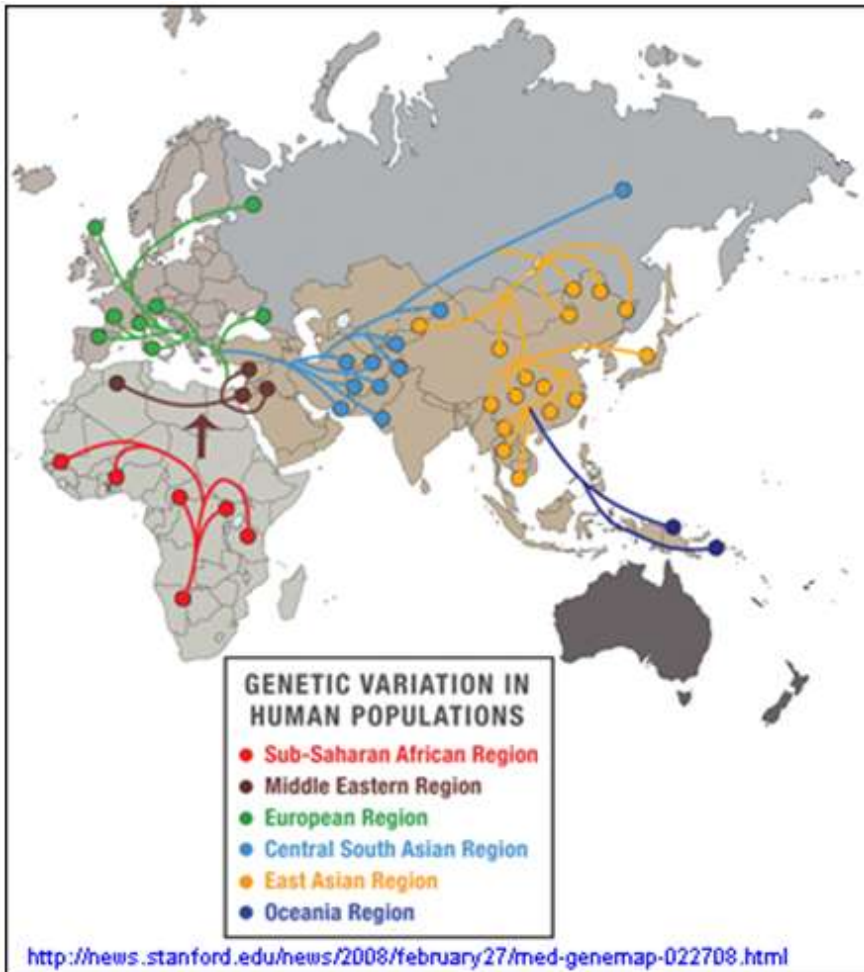 GENETIC VARIATION IN
HUMAN POPULATIONS
Sub-Saharan African Region
Middle Eastern Region
European Region
Central South Asian Region
East Asian Region
Oceania Region
http://news.stanford.edu/news/2008/february27/med-genemap-022708.html